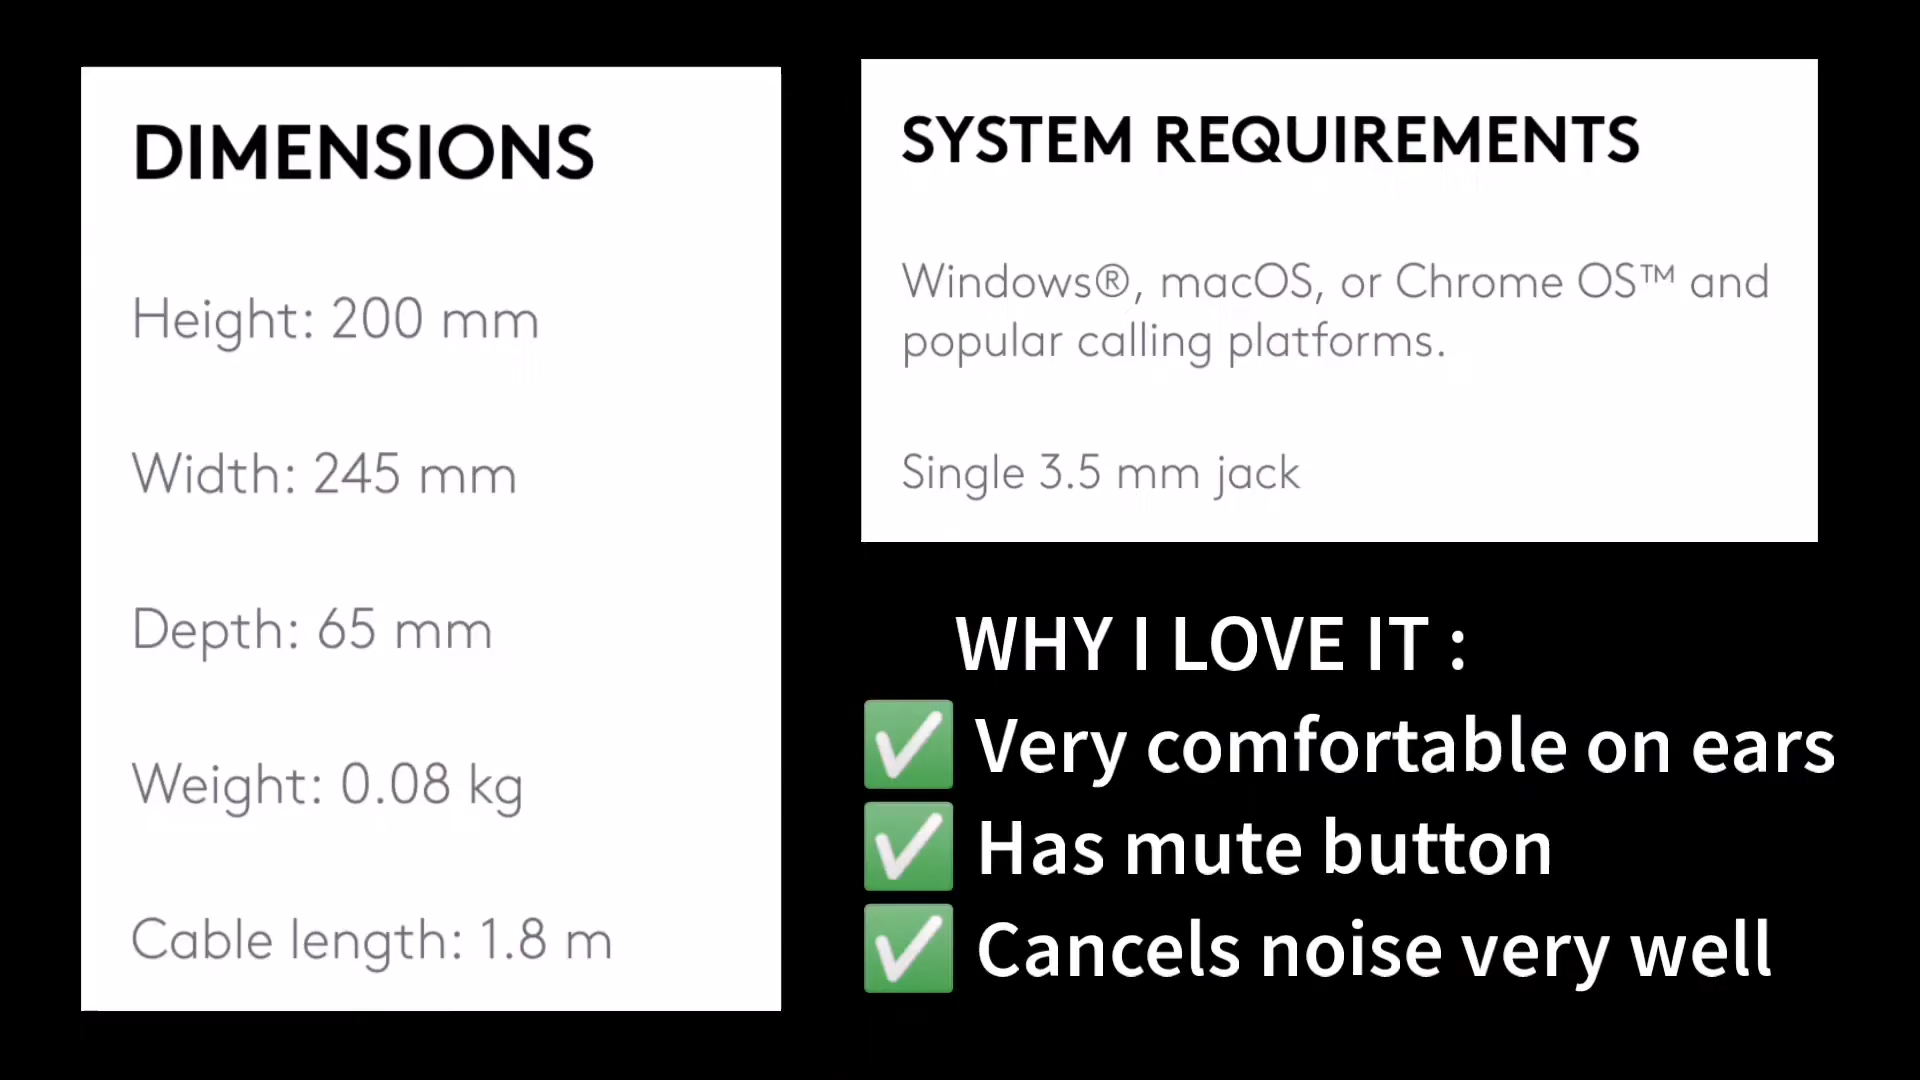 DIMENSIONS
Height: 200 mm
Width: 245 mm
Depth: 65 mm
Weight: 0.08 kg
Cable length: 1.8 m
SYSTEM REQUIREMENTS
Windows®, macOS, or Chrome OS™ and
popular calling platforms.
Single 3.5 mm jack
WHY I LOVE IT :
✅ Very comfortable on ears
✅ Has mute button
✅ Cancels noise very well